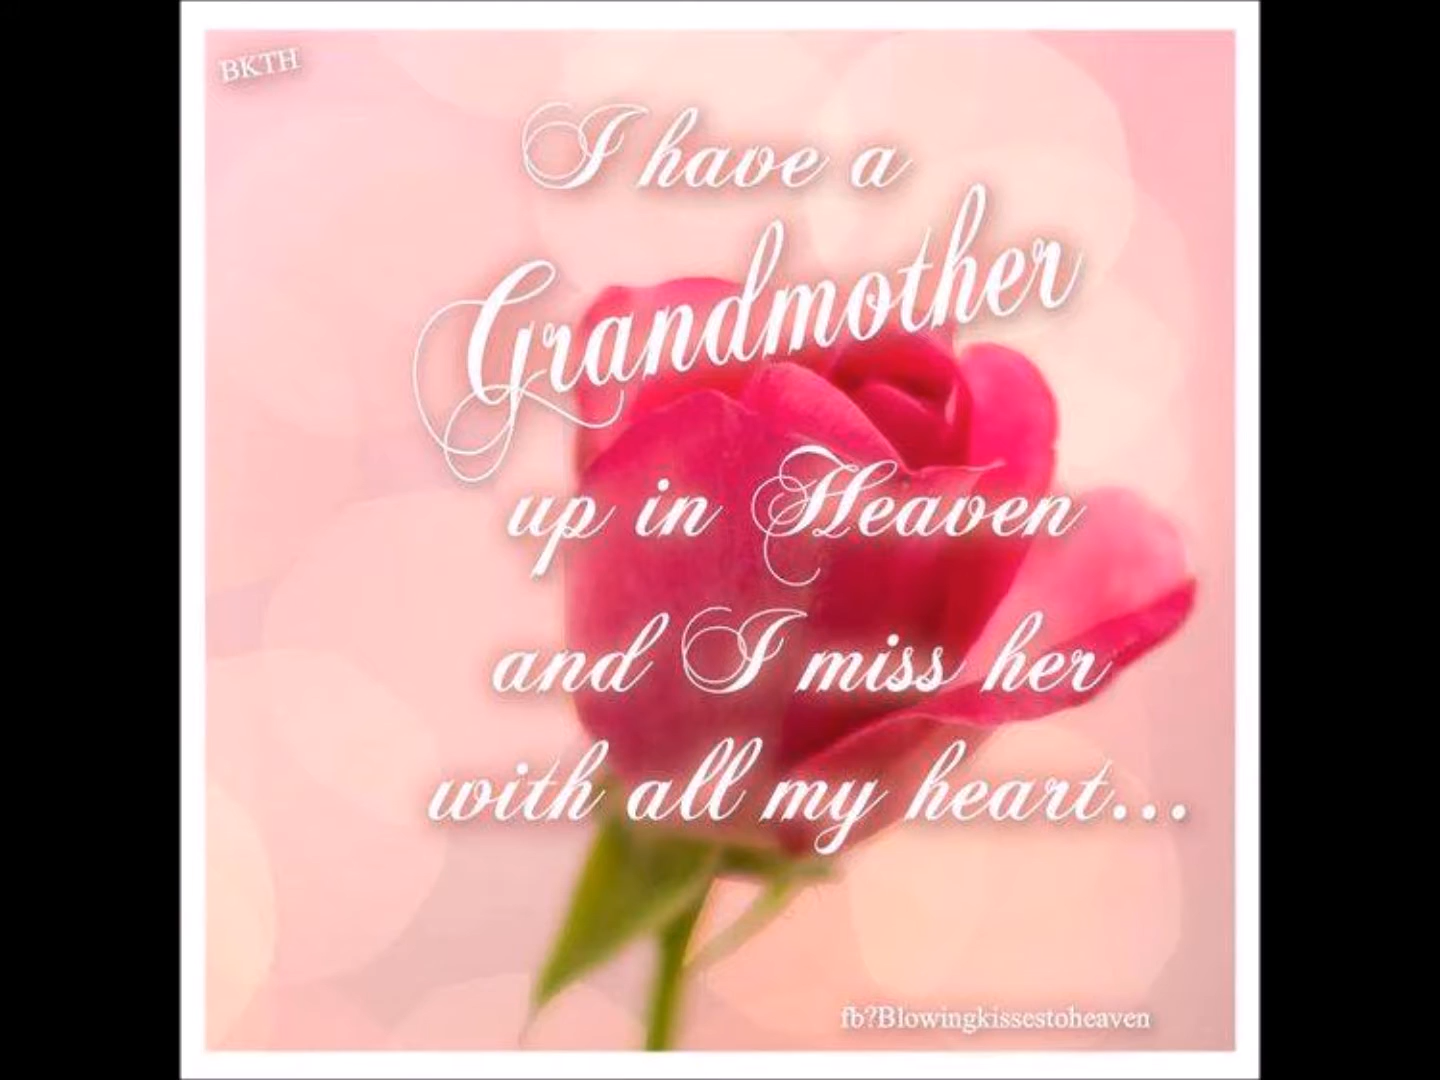 BKTH
I have a
Grandmother
up in Heaven
and I miss her
with all my heart...
fb?Blowingkissestoheaven